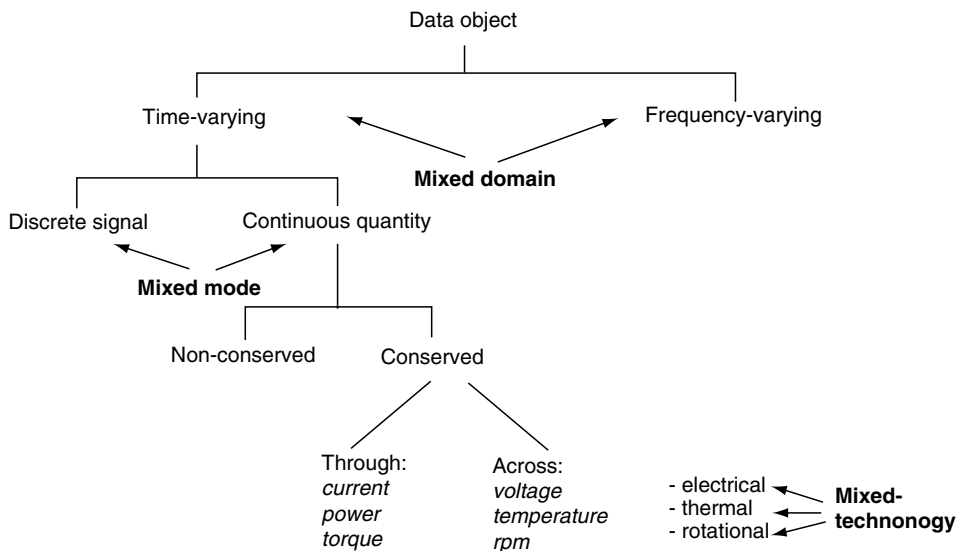 Data object
Time-varying
Frequency-varying
Mixed domain
Discrete signal
Continuous quantity
Mixed mode
Non-conserved
Conserved
Through:
current
power
torque
Across:
voltage
temperature
rpm
- electrical
- thermal
- rotational
Mixed-
technonogy